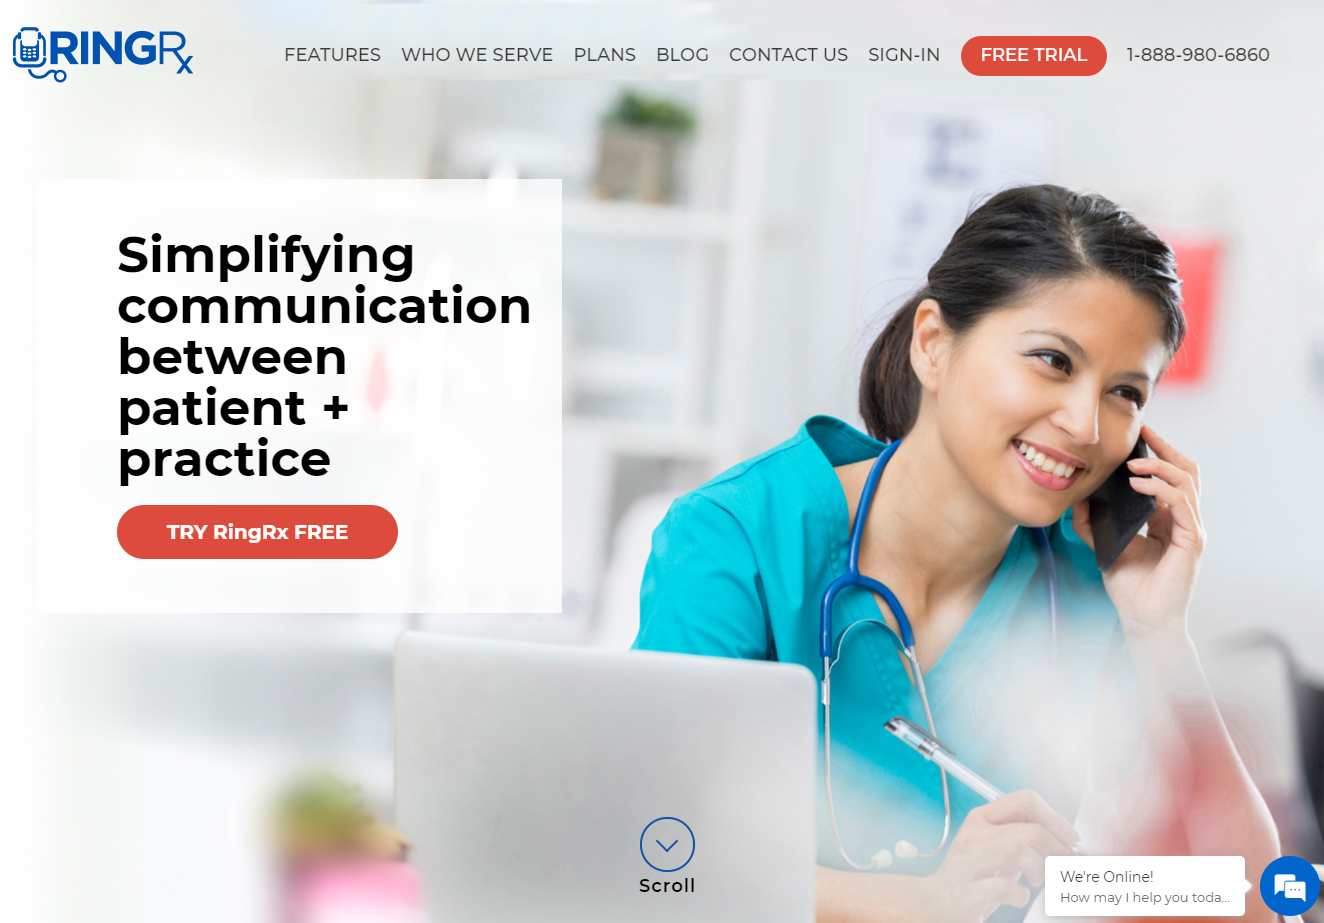 RINGRx
FEATURES WHO WE SERVE PLANS BLOG CONTACT US SIGN-IN FREE TRIAL 1-888-980-6860
Simplifying
communication
between
patient +
practice
TRY RingRx FREE
Scroll
We're Online!
How may I help you toda...